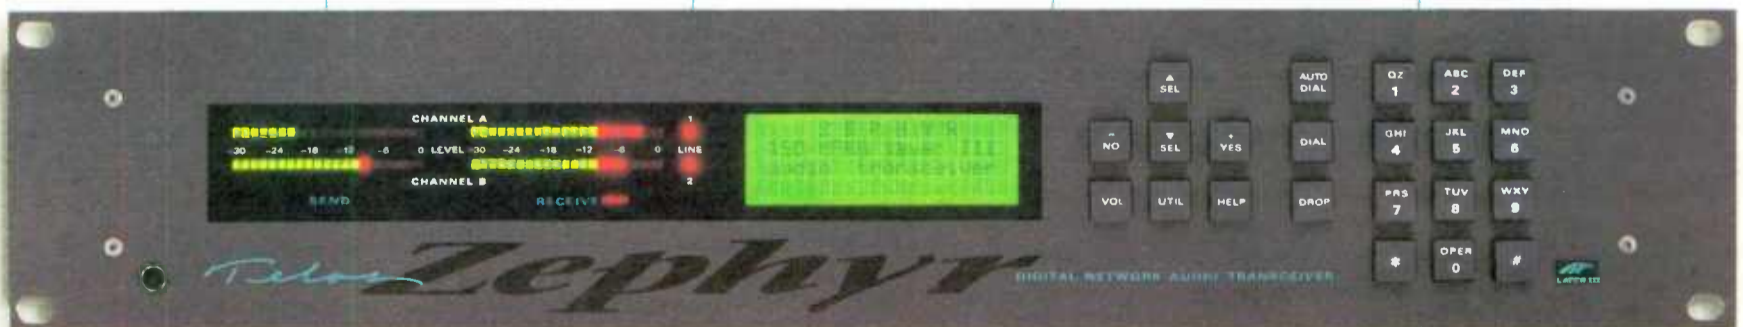 CHANNEL A
-30 -24 -18 12 -6 0 LEVEL -30 -24 -18 -12 -6 0
1
LINE
2
CHANNEL B
SEND
RECEIVE
ZEPHYR
Transceiver
▲ SEL
− NO
▼ SEL
+ YES
VOL
UTIL
HELP
AUTO DIAL
DIAL
DROP
QZ 1
ABC 2
DEF 3
GHI 4
JKL 5
MNO 6
PRS 7
TUV 8
WXY 9
*
OPER 0
#
Telos Zephyr
DIGITAL NETWORK AUDIO TRANSCEIVER
LAYER III